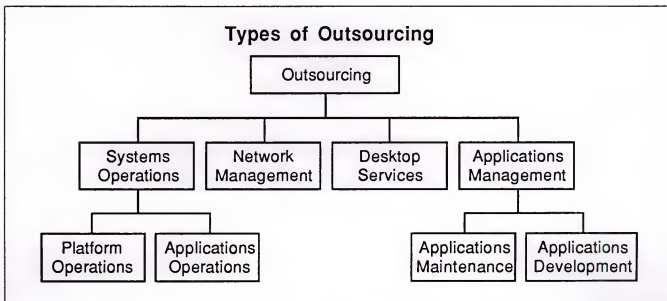 Types of Outsourcing
Outsourcing
Systems
Operations
Network
Management
Desktop
Services
Applications
Management
Platform
Operations
Applications
Operations
Applications
Maintenance
Applications
Development